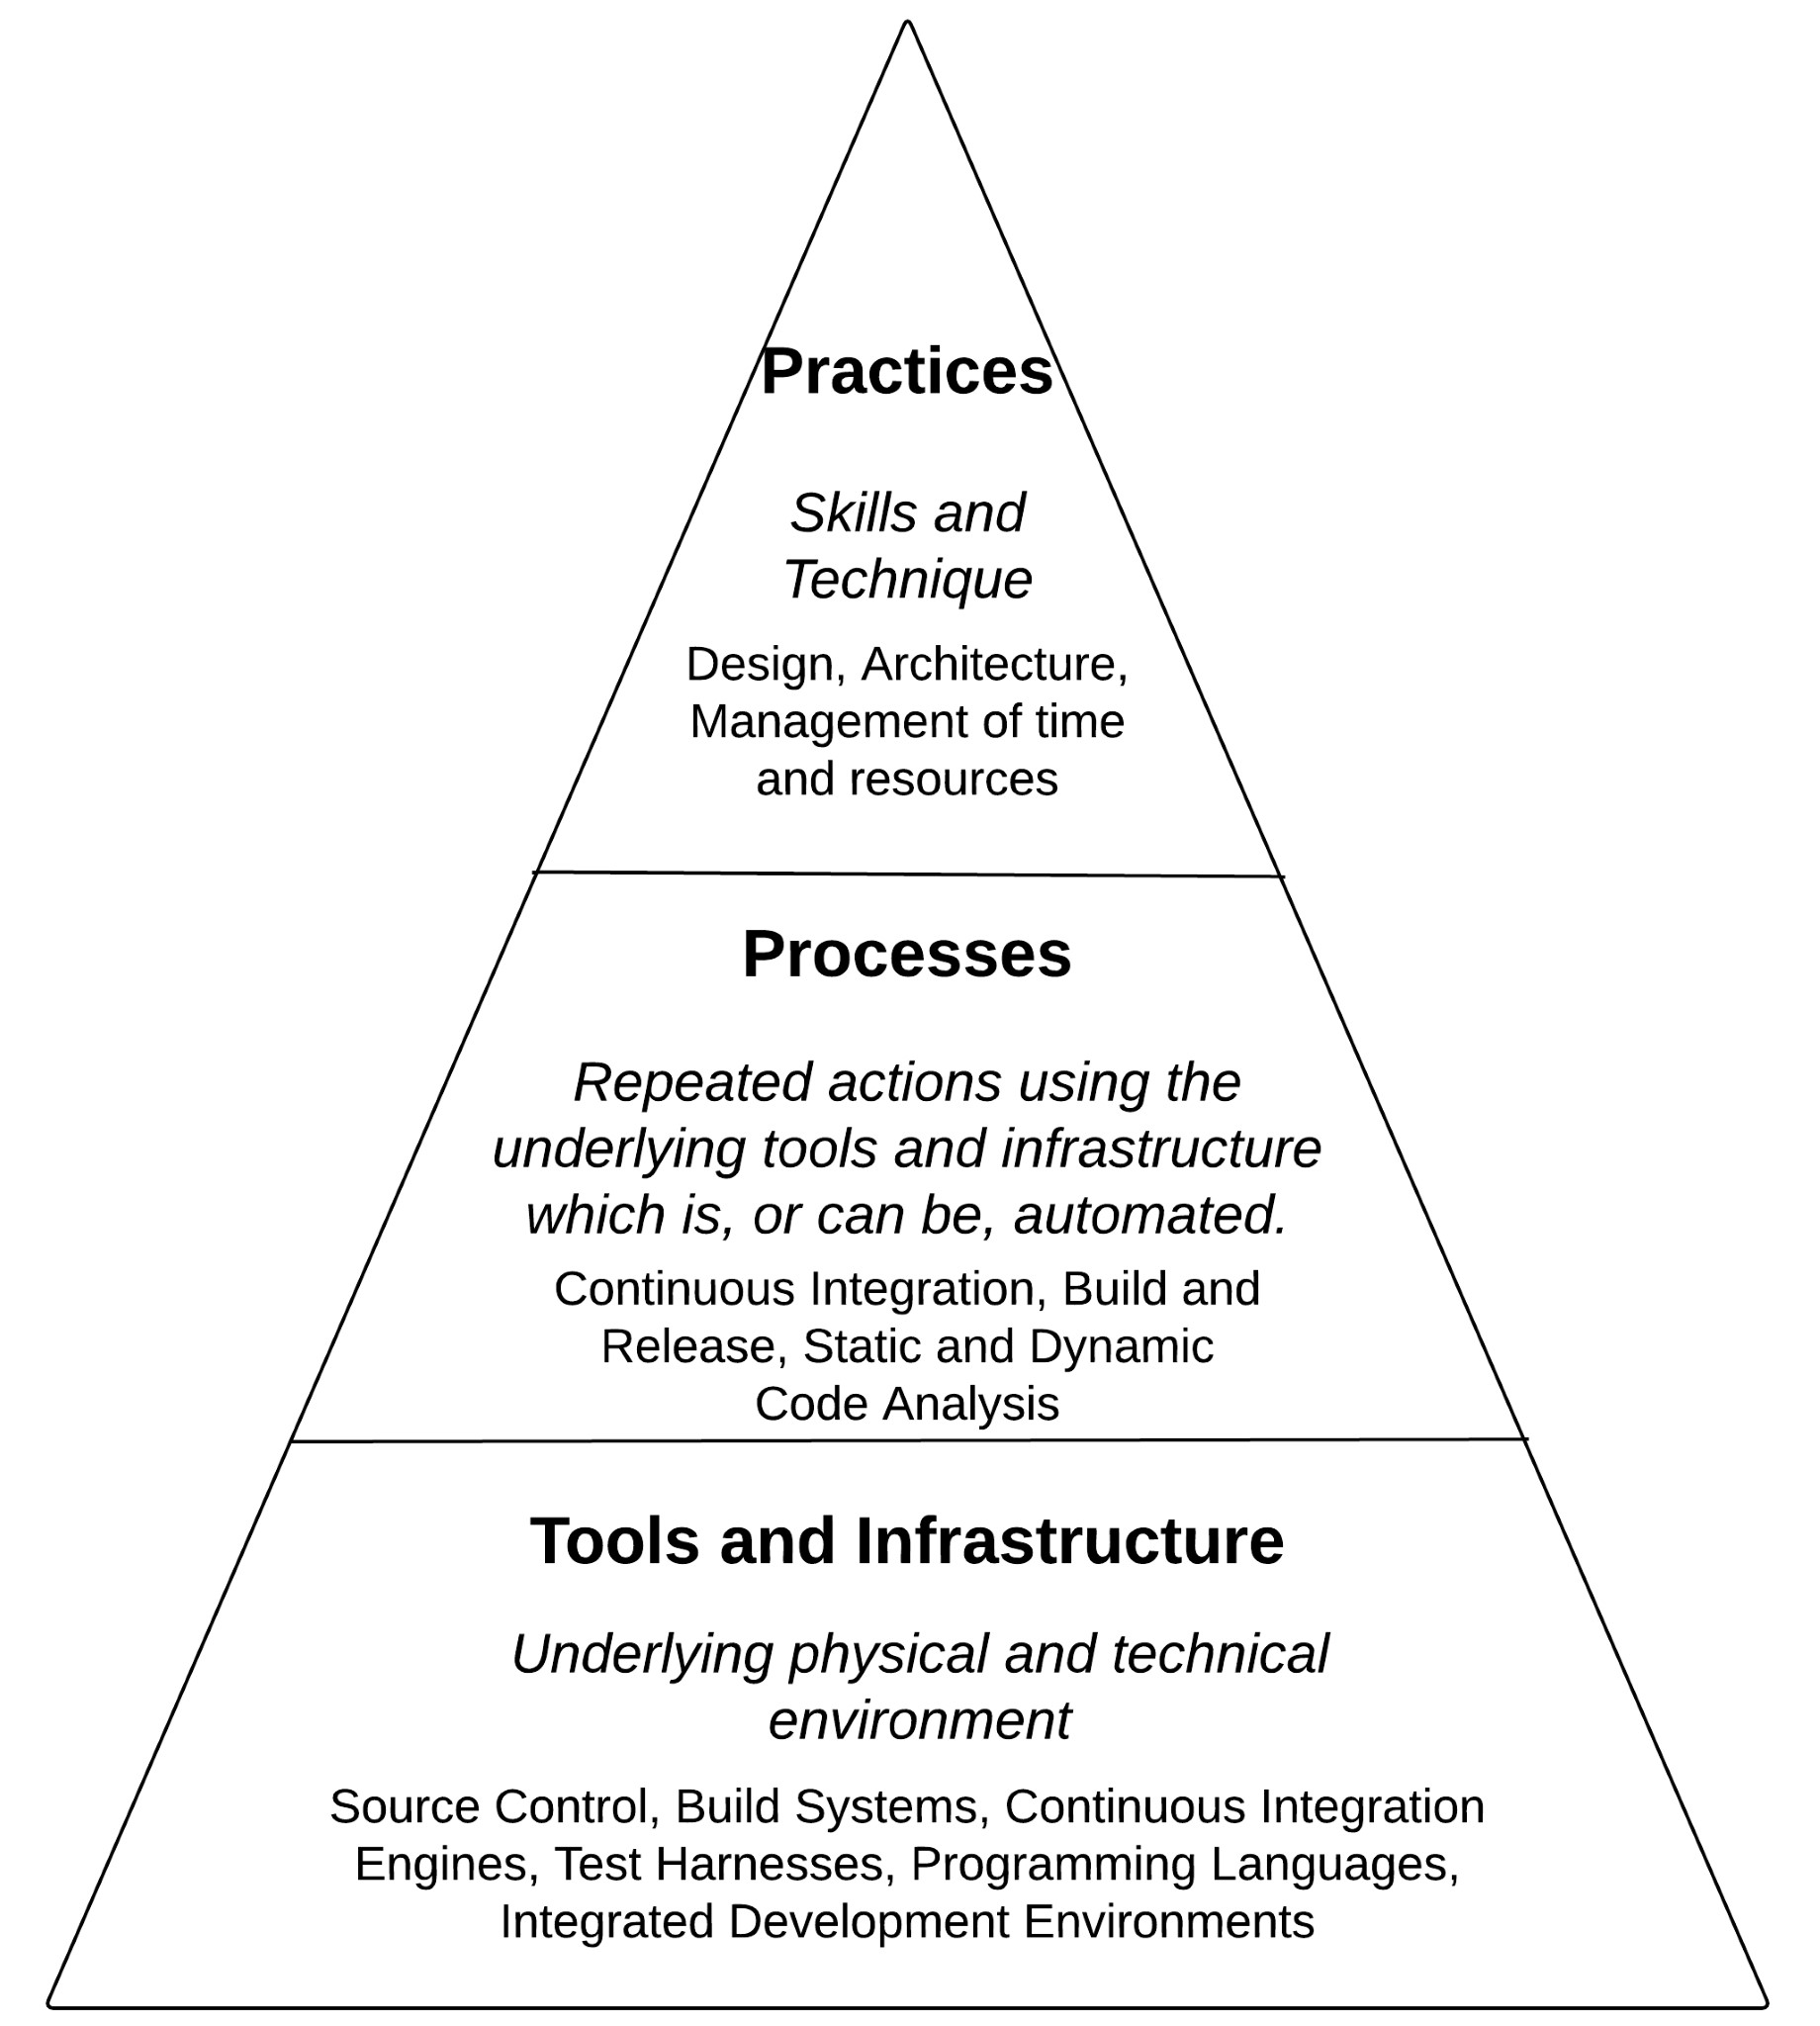 Practices
Skills and
Technique
Design, Architecture,
Management of time
and resources
Processes
Repeated actions using the
underlying tools and infrastructure
which is, or can be, automated.
Continuous Integration, Build and
Release, Static and Dynamic
Code Analysis
Tools and Infrastructure
Underlying physical and technical
environment
Source Control, Build Systems, Continuous Integration
Engines, Test Harnesses, Programming Languages,
Integrated Development Environments